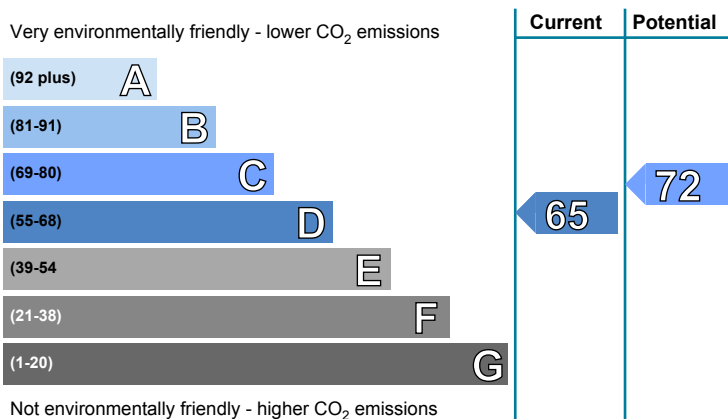 Current Potential
Very environmentally friendly - lower CO2 emissions
(92 plus) A
(81-91) B
(69-80) C
72
(55-68) D
65
(39-54 E
(21-38) F
(1-20) G
Not environmentally friendly - higher CO2 emissions